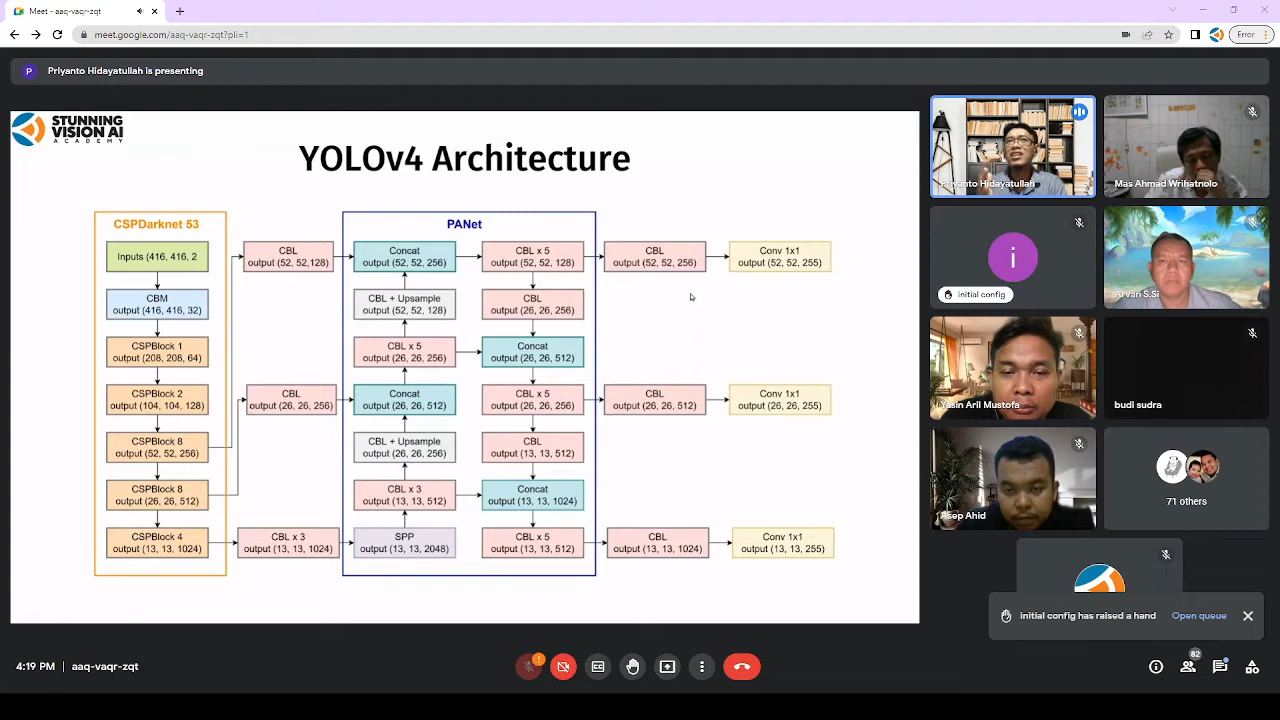 Meet - aaq-vaqr-zqt
meet.google.com/aaq-vaqr-zqt?pli=1
Error
P
Priyanto Hidayatullah is presenting
STUNNING
VISION AI
ACADEMY
YOLOv4 Architecture
CSPDarknet 53
Inputs (416, 416, 2
CBM
output (416, 416, 32)
CSPBlock 1
output (208, 208, 64)
CSPBlock 2
output (104, 104, 128)
CSPBlock 8
output (52, 52, 256)
CSPBlock 8
output (26, 26, 512)
CSPBlock 4
output (13, 13, 1024)
CBL
output (52, 52,128)
CBL
output (26, 26, 256)
CBL x 3
output (13, 13, 1024)
PANet
Concat
output (52, 52, 256)
CBL + Upsample
output (52, 52, 128)
CBL x 5
output (26, 26, 256)
Concat
output (26, 26, 512)
CBL + Upsample
output (26, 26, 256)
CBL x 3
output (13, 13, 512)
SPP
output (13, 13, 2048)
CBL x 5
output (52, 52, 128)
CBL
output (26, 26, 256)
Concat
output (26, 26, 512)
CBL x 5
output (26, 26, 256)
CBL
output (13, 13, 512)
Concat
output (13, 13, 1024)
CBL x 5
output (13, 13, 512)
CBL
output (52, 52, 256)
CBL
output (26, 26, 512)
CBL
output (13, 13, 1024)
Conv 1x1
output (52, 52, 255)
Conv 1x1
output (26, 26, 255)
Conv 1x1
output (13, 13, 255)
Priyanto Hidayatullah
Mas Ahmad Wrihatnolo
i
initial config
Arvan S.Si
Yasin Aril Mustofa
budi sudra
Asep Ahid
71 others
initial config has raised a hand
Open queue
4:19 PM | aaq-vaqr-zqt
82